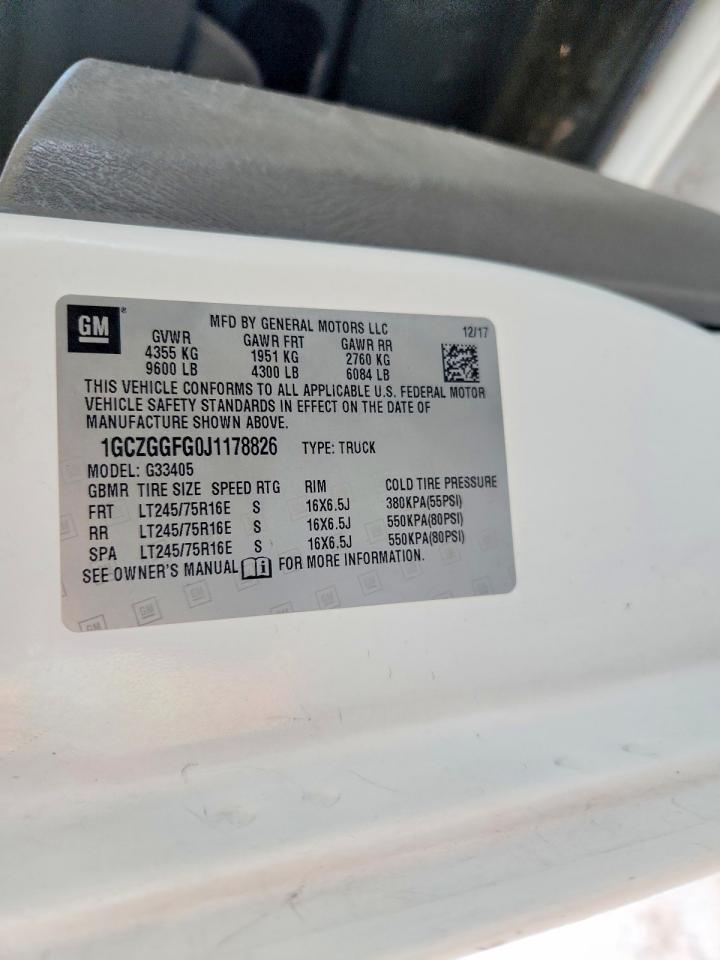 GM ®
MFD BY GENERAL MOTORS LLC 12/17
GVWR GAWR FRT GAWR RR
4355 KG 1951 KG 2760 KG
9600 LB 4300 LB 6084 LB
THIS VEHICLE CONFORMS TO ALL APPLICABLE U.S. FEDERAL MOTOR
VEHICLE SAFETY STANDARDS IN EFFECT ON THE DATE OF
MANUFACTURE SHOWN ABOVE.
1GCZGGFG0J1178826 TYPE: TRUCK
MODEL: G33405
GBMR TIRE SIZE SPEED RTG RIM COLD TIRE PRESSURE
FRT LT245/75R16E S 16X6.5J 380KPA(55PSI)
RR LT245/75R16E S 16X6.5J 550KPA(80PSI)
SPA LT245/75R16E S 16X6.5J 550KPA(80PSI)
SEE OWNER'S MANUAL FOR MORE INFORMATION.